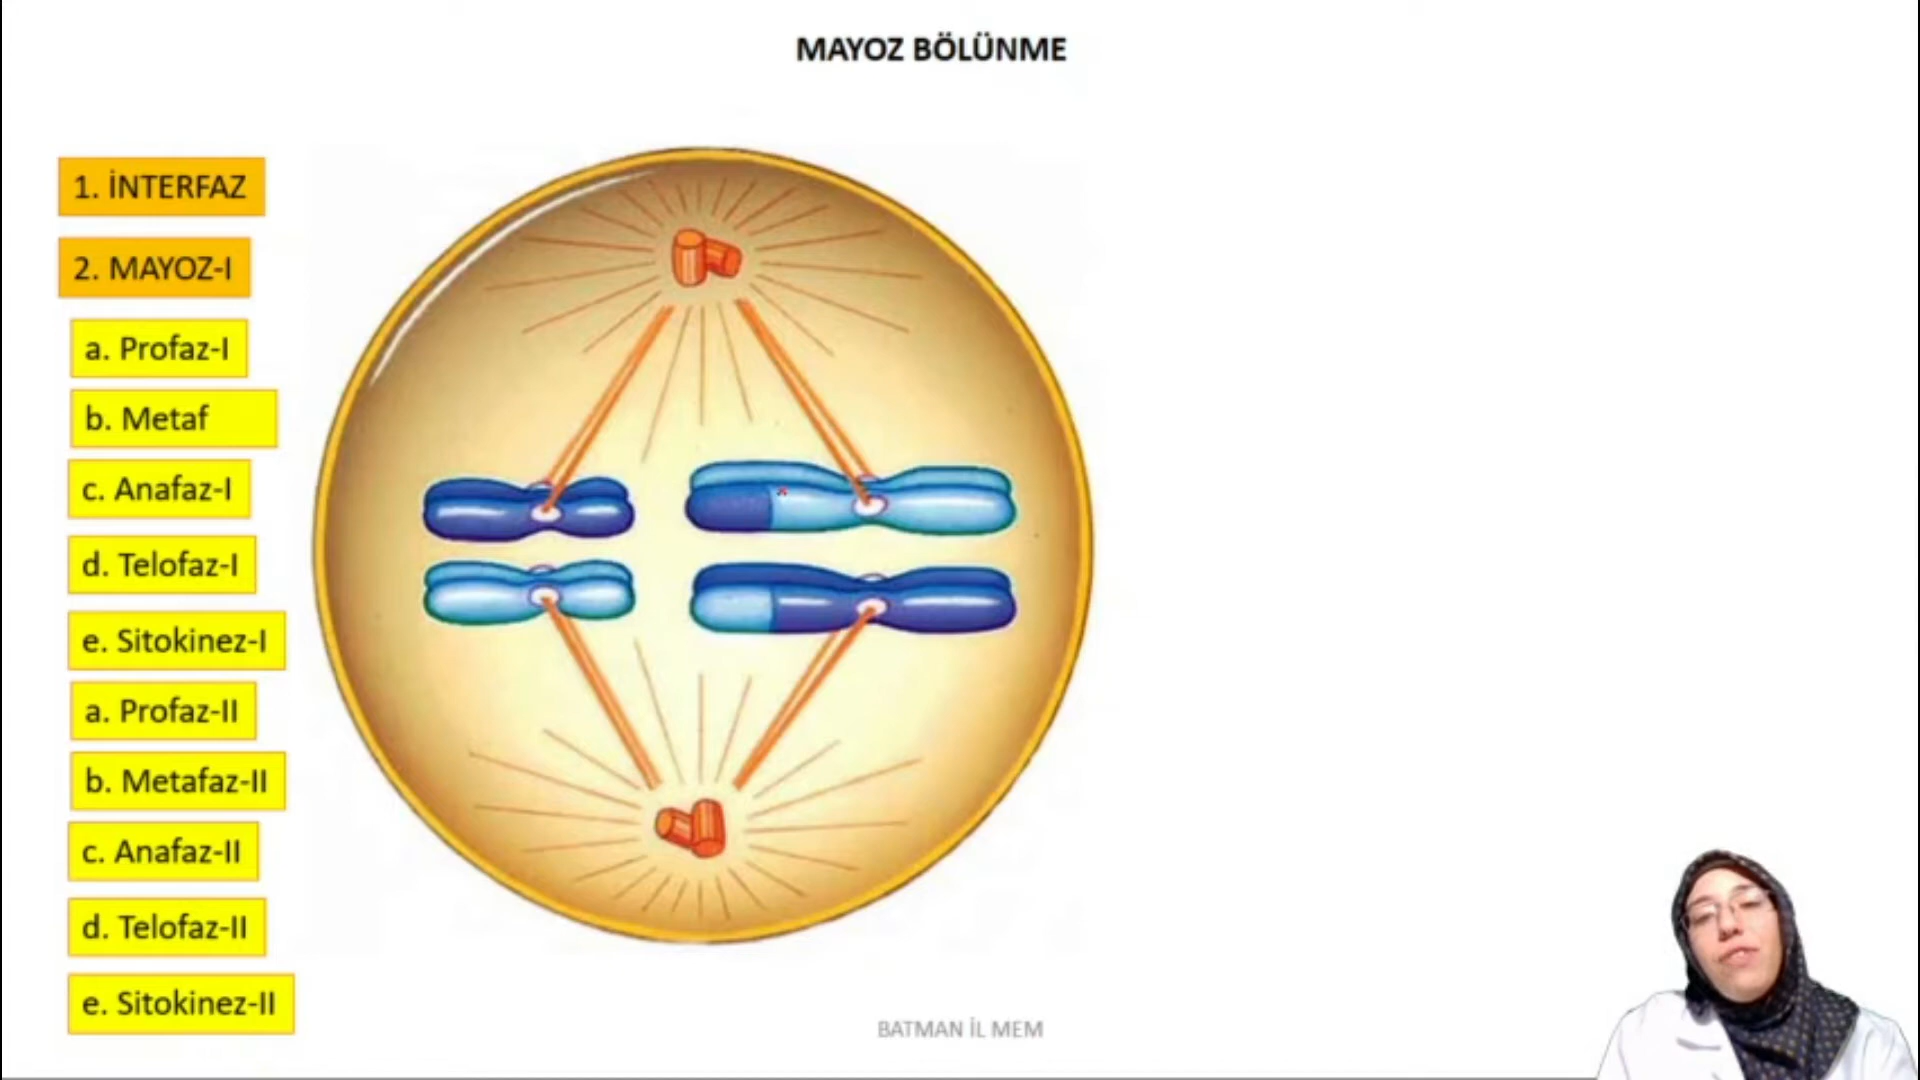 MAYOZ BÖLÜNME
1. İNTERFAZ
2. MAYOZ-I
a. Profaz-I
b. Metaf
c. Anafaz-I
d. Telofaz-I
e. Sitokinez-I
a. Profaz-II
b. Metafaz-II
c. Anafaz-II
d. Telofaz-II
e. Sitokinez-II
BATMAN İL MEM